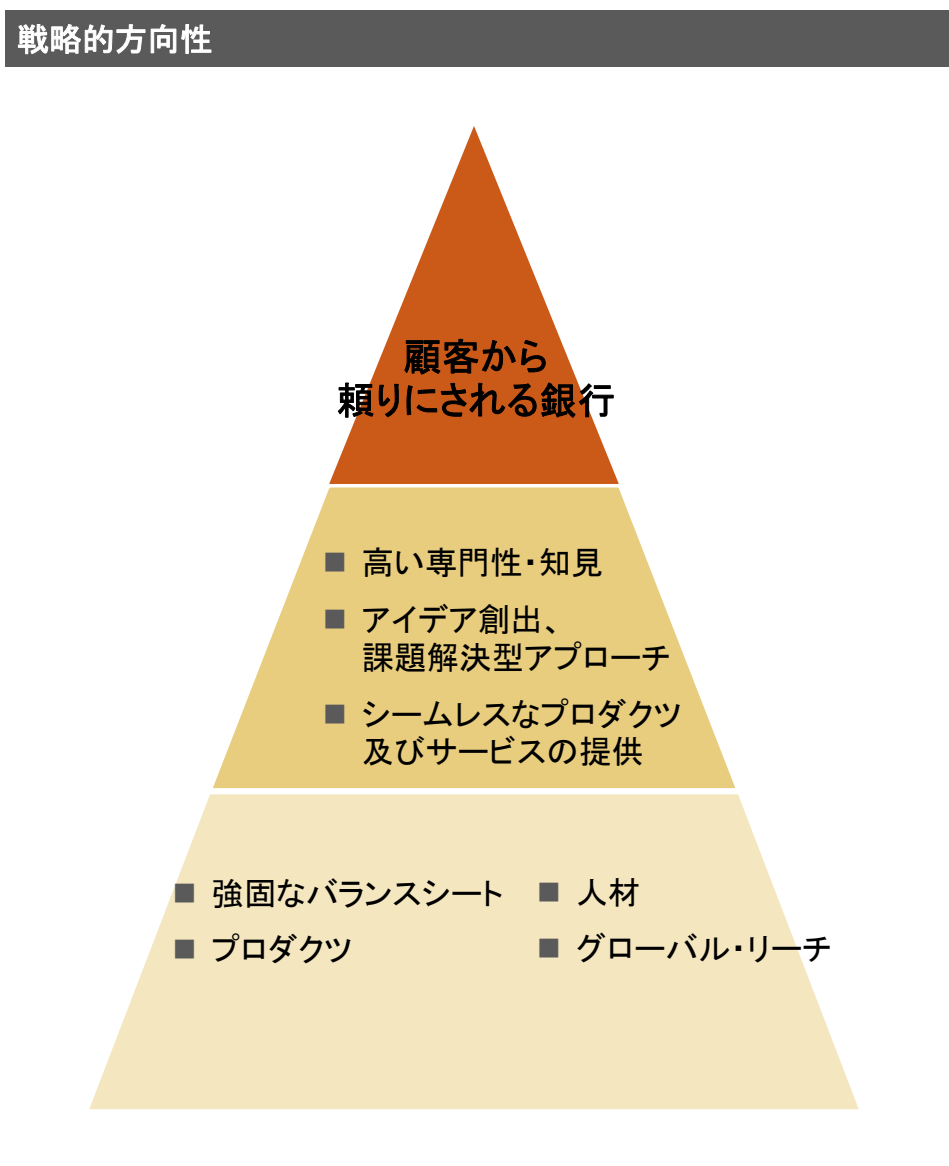 戦略的方向性
顧客から
頼りにされる銀行
■ 高い専門性・知見
■ アイデア創出、
課題解決型アプローチ
■ シームレスなプロダクツ
及びサービスの提供
■ 強固なバランスシート ■ 人材
■ プロダクツ ■ グローバル・リーチ